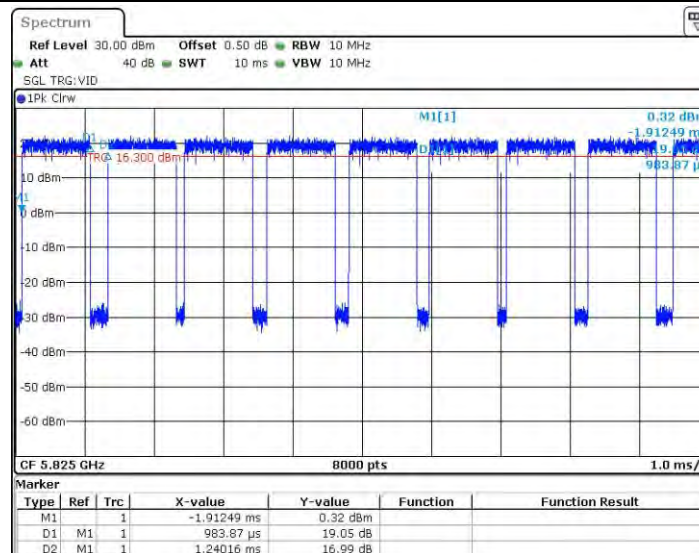 Spectrum
Ref Level 30.00 dBm Offset 0.50 dB RBW 10 MHz
Att 40 dB SWT 10 ms VBW 10 MHz
SGL TRG:VID
1Pk Clrw
M1[1] 0.32 dBm
-1.91249 m
D1
983.87 µ
TRG 16.300 dBm
10 dBm
M1
0 dBm
-10 dBm
-20 dBm
-30 dBm
-40 dBm
-50 dBm
-60 dBm
CF 5.825 GHz 8000 pts 1.0 ms/
Marker
Type Ref Trc X-value Y-value Function Function Result
M1 1 -1.91249 ms 0.32 dBm
D1 M1 1 983.87 µs 19.05 dB
D2 M1 1 1.24016 ms 16.99 dB